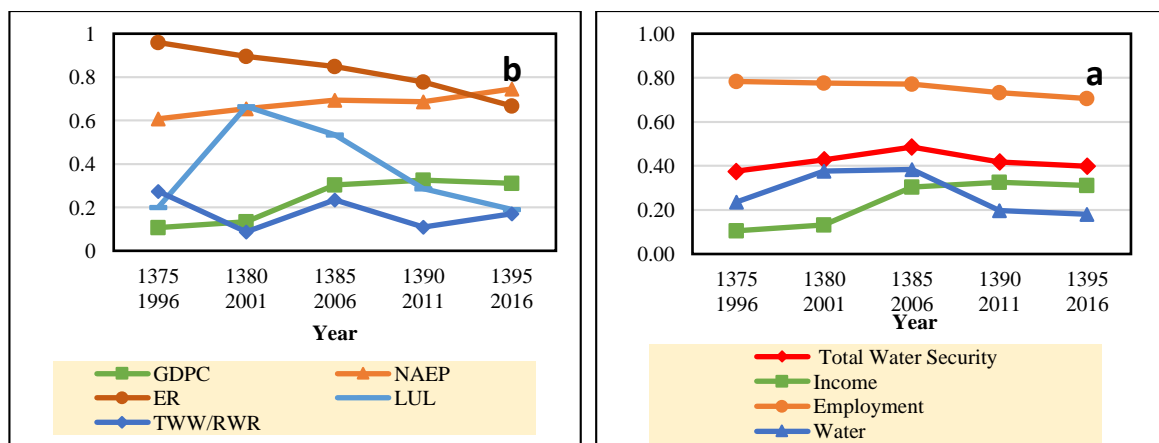 b
1
0.8
0.6
0.4
0.2
0
1375 1380 1385 1390 1395
1996 2001 2006 2011 2016
Year
GDPC NAEP
ER LUL
TWW/RWR
a
1.00
0.80
0.60
0.40
0.20
0.00
1375 1380 1385 1390 1395
1996 2001 2006 2011 2016
Year
Total Water Security
Income
Employment
Water